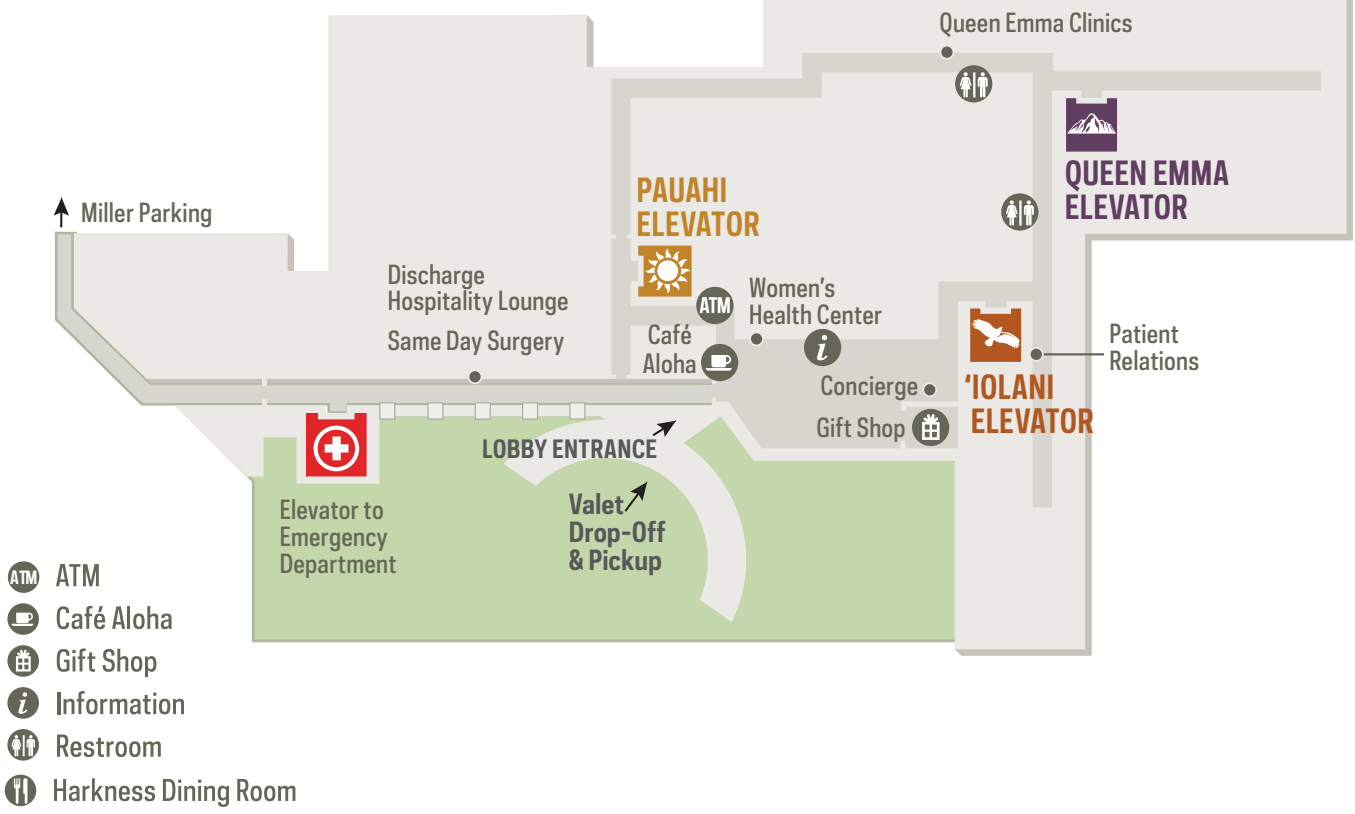 Queen Emma Clinics
QUEEN EMMA
ELEVATOR
PAUAHI
ELEVATOR
Miller Parking
Discharge
Hospitality Lounge
Same Day Surgery
ATM
Women's
Health Center
Café
Aloha
i
Concierge
Gift Shop
‘IOLANI
ELEVATOR
Patient
Relations
LOBBY ENTRANCE
Valet
Drop-Off
& Pickup
Elevator to
Emergency
Department
ATM ATM
Café Aloha
Gift Shop
i Information
Restroom
Harkness Dining Room